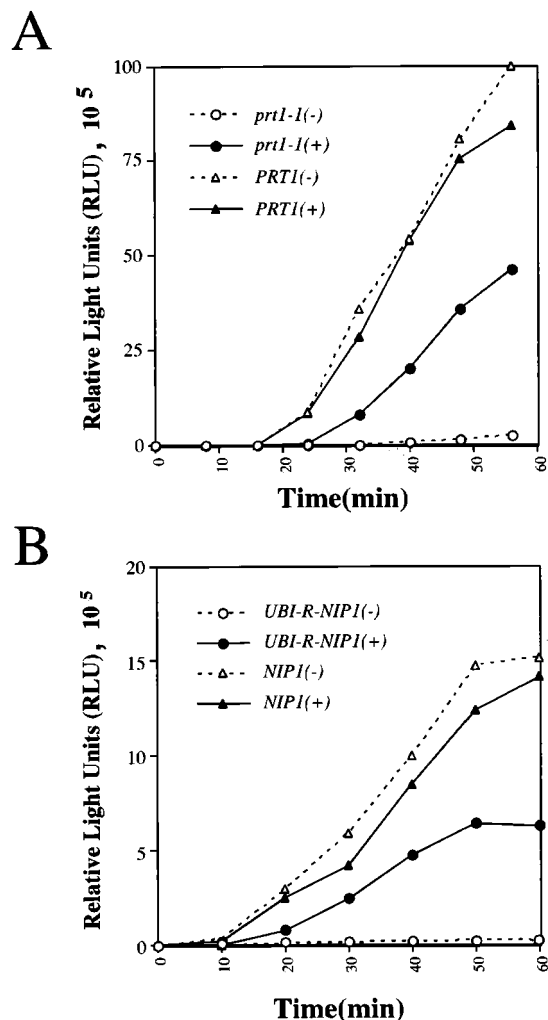 A
Relative Light Units (RLU), 10 5
100
75
50
25
0
prt1-1(-)
prt1-1(+)
PRT1(-)
PRT1(+)
0
10
20
30
40
50
60
Time(min)
B
Relative Light Units (RLU), 10 5
20
15
10
5
0
UBI-R-NIP1(-)
UBI-R-NIP1(+)
NIP1(-)
NIP1(+)
0
10
20
30
40
50
60
Time(min)